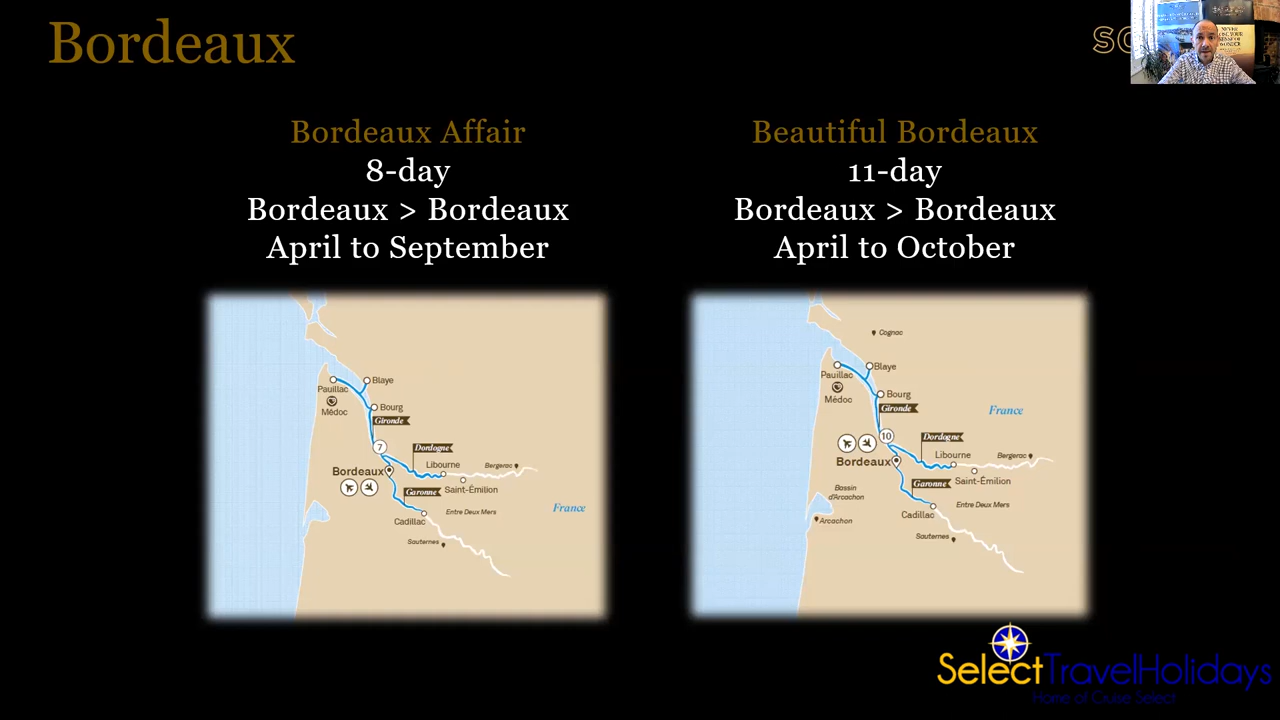 Bordeaux
Bordeaux Affair
8-day
Bordeaux > Bordeaux
April to September
Pauillac
Blaye
Médoc
Bourg
Gironde
7
Dordogne
Bordeaux
Libourne
Bergerac
Saint-Émilion
Garonne
Entre Deux Mers
France
Cadillac
Sauternes
Beautiful Bordeaux
11-day
Bordeaux > Bordeaux
April to October
Cognac
Pauillac
Blaye
Médoc
Bourg
Gironde
France
10
Dordogne
Bordeaux
Libourne
Bergerac
Saint-Émilion
Garonne
Bassin
d'Arcachon
Entre Deux Mers
Arcachon
Cadillac
Sauternes
SelectTravelHolidays
Home of Cruise Select